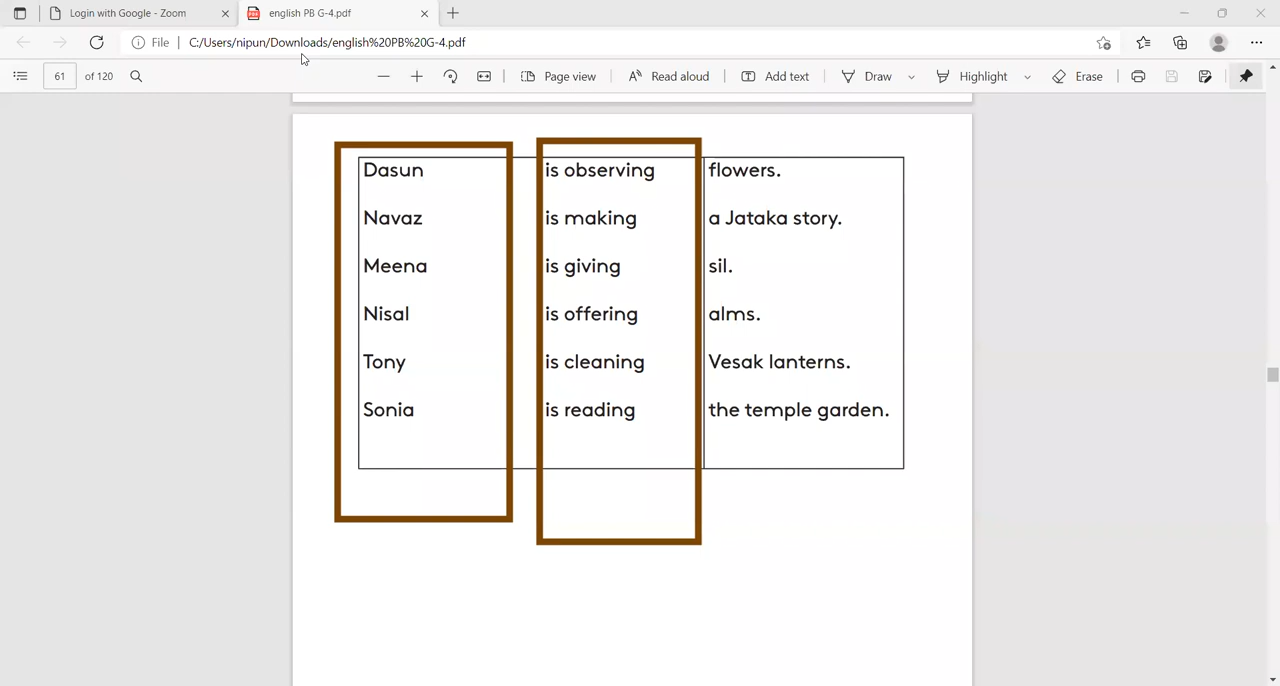 Login with Google - Zoom
english PB G-4.pdf
File | C:/Users/nipun/Downloads/english%20PB%20G-4.pdf
61 of 120 Page view Read aloud Add text Draw Highlight Erase
Dasun is observing flowers.
Navaz is making a Jataka story.
Meena is giving sil.
Nisal is offering alms.
Tony is cleaning Vesak lanterns.
Sonia is reading the temple garden.